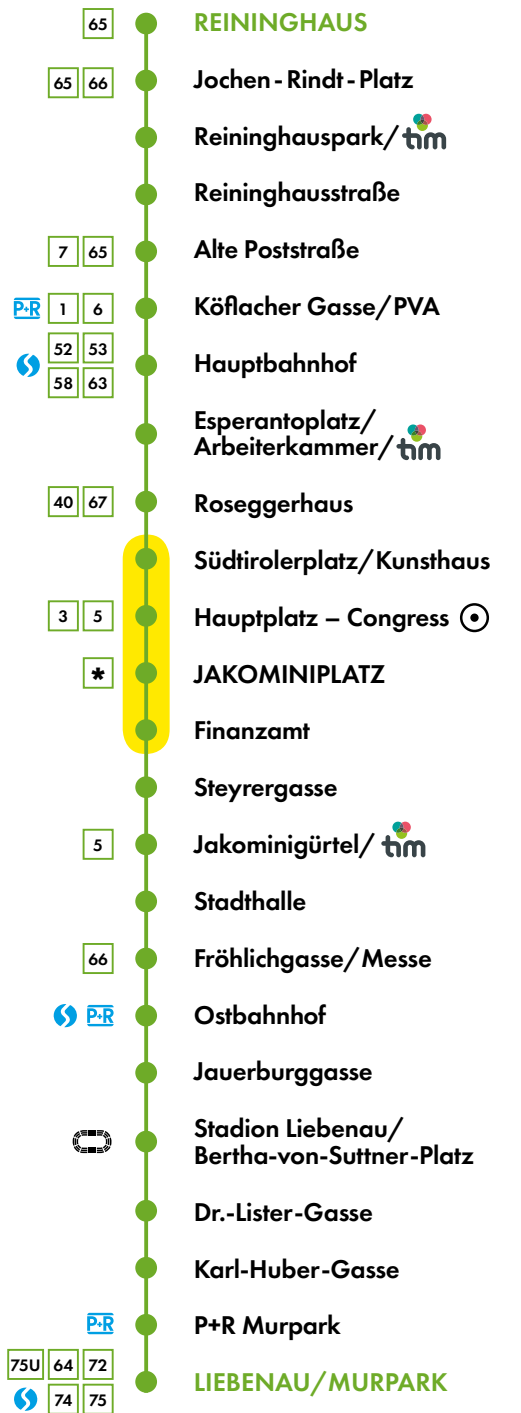 65 REININGHAUS
65 66 Jochen-Rindt-Platz
Reininghauspark/tim
Reininghausstraße
7 65 Alte Poststraße
P+R 1 6 Köflacher Gasse/PVA
52 53
58 63
Hauptbahnhof
Esperantoplatz/
Arbeiterkammer/tim
40 67 Roseggerhaus
Südtirolerplatz/Kunsthaus
3 5 Hauptplatz – Congress
* JAKOMINIPLATZ
Finanzamt
Steyrergasse
5 Jakominigürtel/tim
Stadthalle
66 Fröhlichgasse/Messe
P+R Ostbahnhof
Jauerburggasse
Stadion Liebenau/
Bertha-von-Suttner-Platz
Dr.-Lister-Gasse
Karl-Huber-Gasse
P+R P+R Murpark
75U 64 72
74 75
LIEBENAU/MURPARK